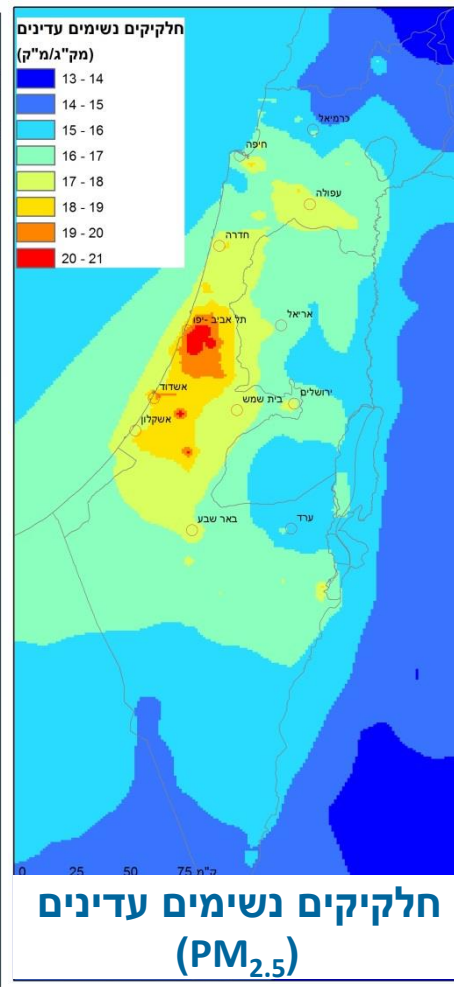 חלקיקים נשימים עדינים
(מק"ג/מ"ק)
13 - 14
14 - 15
15 - 16
16 - 17
17 - 18
18 - 19
19 - 20
20 - 21
כרמיאל
חיפה
עפולה
חדרה
אריאל
תל אביב -יפו
אשדוד
ירושלים
בית שמש
אשקלון
באר שבע
ערד
0 25 50 75 ק"מ
חלקיקים נשימים עדינים
(PM2.5)